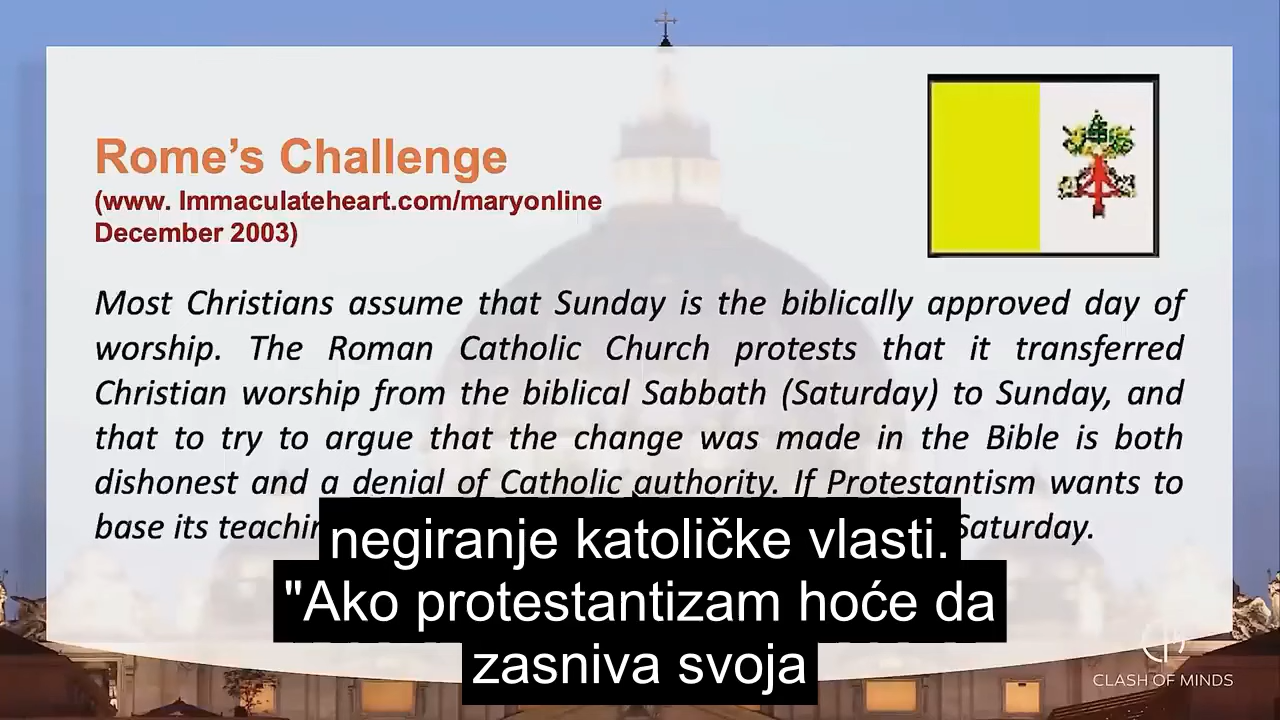 Rome’s Challenge
(www. Immaculateheart.com/maryonline
December 2003)
Most Christians assume that Sunday is the biblically approved day of
worship. The Roman Catholic Church protests that it transferred
Christian worship from the biblical Sabbath (Saturday) to Sunday, and
that to try to argue that the change was made in the Bible is both
dishonest and a denial of Catholic authority. If Protestantism wants to
base its Saturday.
negiranje katoličke vlasti.
"Ako protestantizam hoće da
zasniva svoja
CLASH OF MINDS